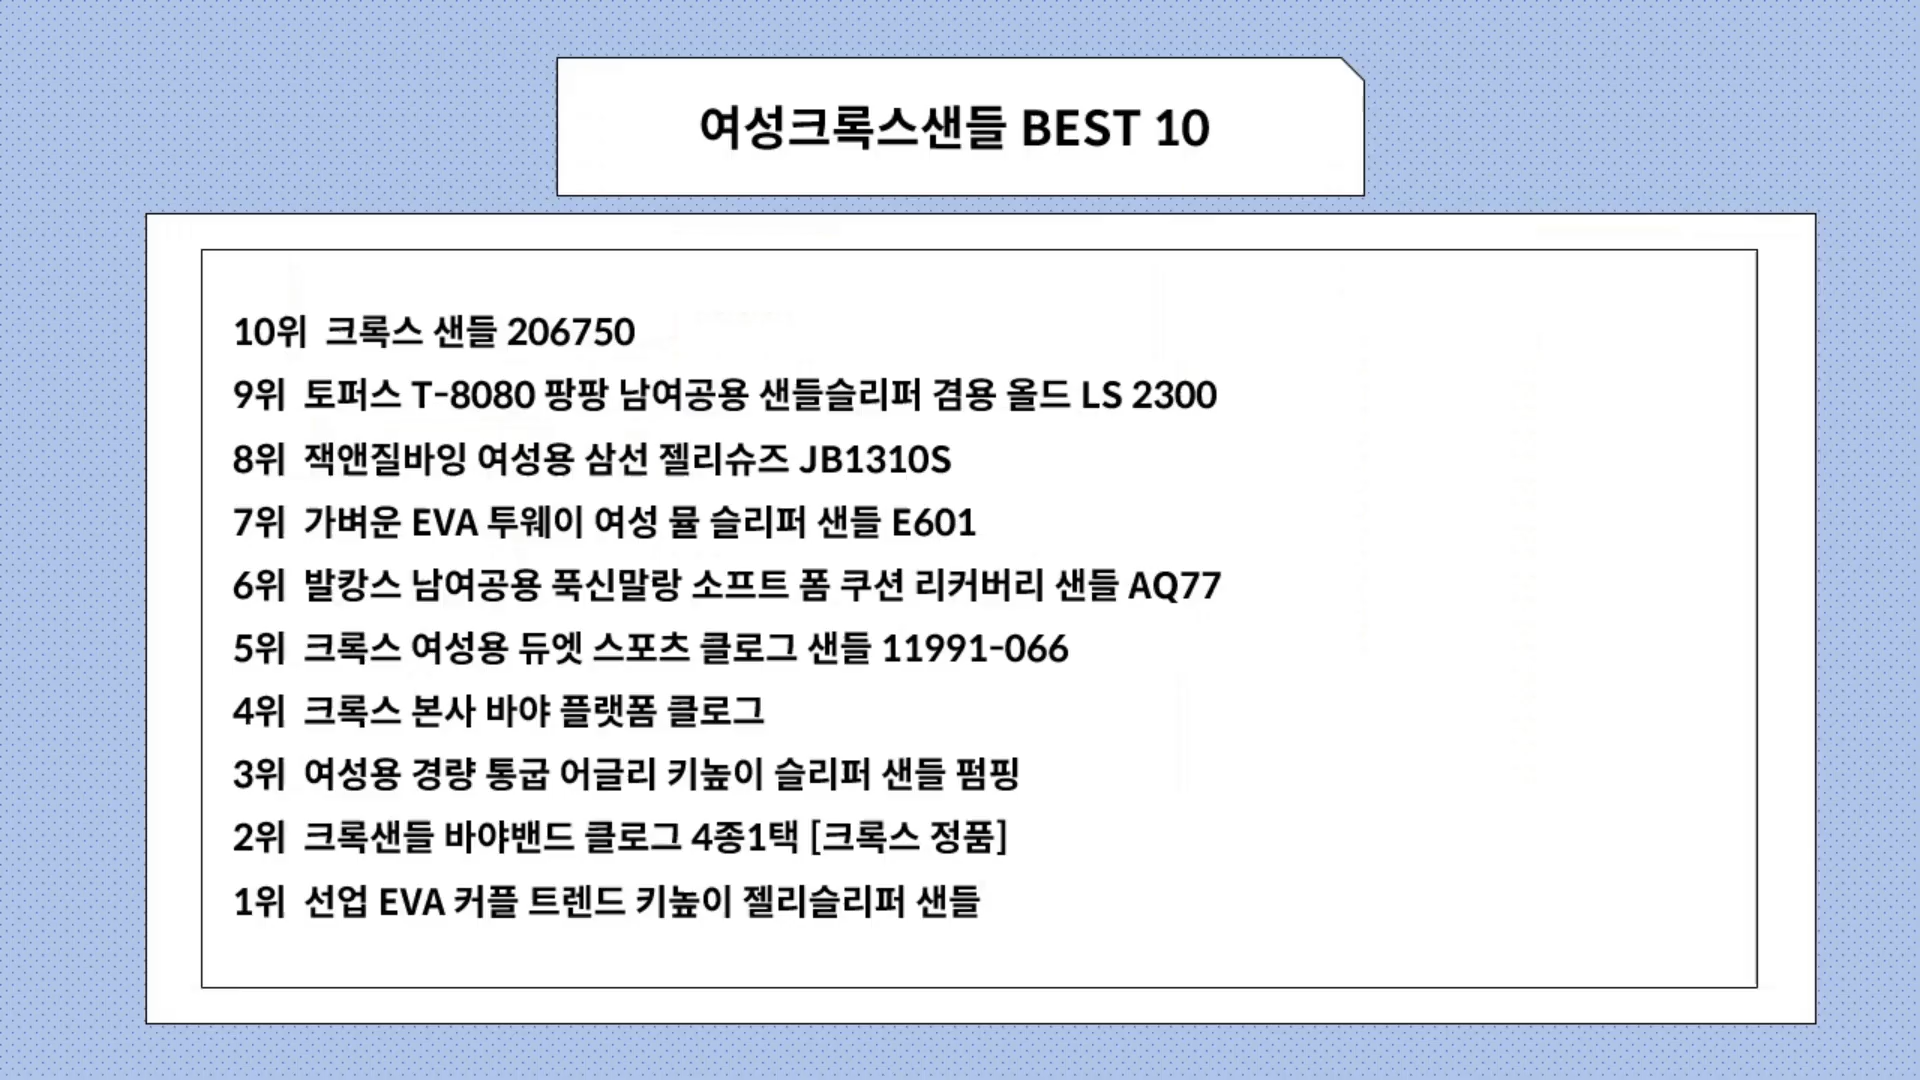 여성크록스샌들 BEST 10
10위 크록스 샌들 206750
9위 토퍼스 T-8080 팡팡 남여공용 샌들슬리퍼 겸용 올드 LS 2300
8위 잭앤질바잉 여성용 삼선 젤리슈즈 JB1310S
7위 가벼운 EVA 투웨이 여성 뮬 슬리퍼 샌들 E601
6위 발캉스 남여공용 푹신말랑 소프트 폼 쿠션 리커버리 샌들 AQ77
5위 크록스 여성용 듀엣 스포츠 클로그 샌들 11991-066
4위 크록스 본사 바야 플랫폼 클로그
3위 여성용 경량 통굽 어글리 키높이 슬리퍼 샌들 펌핑
2위 크록샌들 바야밴드 클로그 4종1택 [크록스 정품]
1위 선업 EVA 커플 트렌드 키높이 젤리슬리퍼 샌들